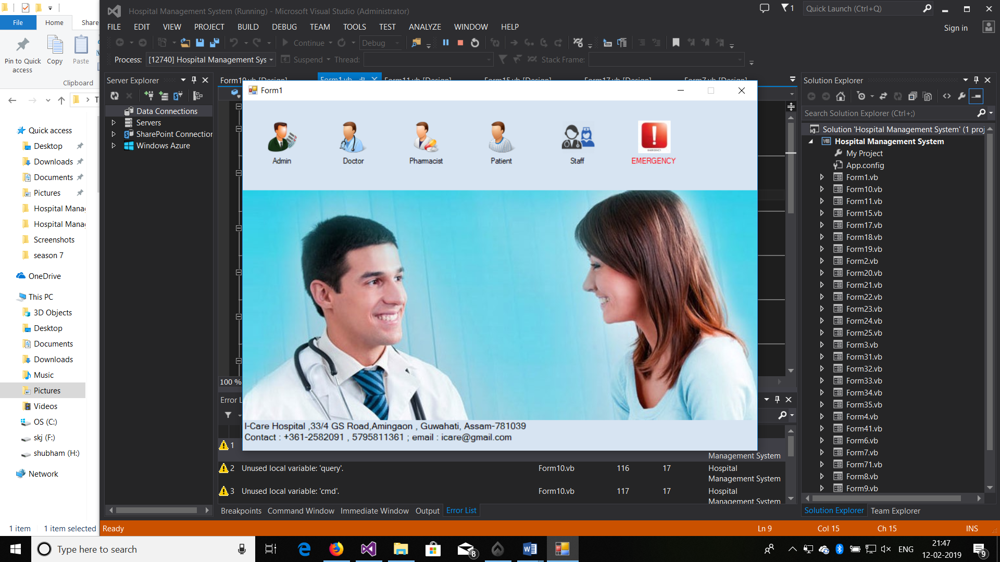 File
Home
Share
Pin to Quick access
Copy
Paste
Clipboard
T
Quick access
Desktop
Downloads
Documents
Pictures
Hospital Mana
Hospital Mana
Screenshots
season 7
OneDrive
This PC
3D Objects
Desktop
Documents
Downloads
Music
Pictures
Videos
OS (C:)
skj (F:)
shubham (H:)
Network
1 item 1 item selected
Hospital Management System (Running) - Microsoft Visual Studio (Administrator)
1
Quick Launch (Ctrl+Q)
FILE EDIT VIEW PROJECT BUILD DEBUG TEAM TOOLS TEST ANALYZE WINDOW HELP
Sign in
Continue Debug
Process: [12740] Hospital Management Sys Suspend Thread: Stack Frame:
Server Explorer
Data Connections
Servers
SharePoint Connection
Windows Azure
Form10.vb [Design] Form1.vb Form11.vb [Design] Form15.vb [Design] Form17.vb [Design] Form7.vb [Design]
Form1
Admin
Doctor
Pharmacist
Patient
Staff
EMERGENCY
I-Care Hospital ,33/4 GS Road,Amingaon , Guwahati, Assam-781039
Contact : +361-2582091 , 5795811361 ; email : icare@gmail.com
100 %
Error L
1
Management System
2 Unused local variable: 'query'. Form10.vb 116 17 Hospital
Management System
3 Unused local variable: 'cmd'. Form10.vb 117 17 Hospital
Management System
Breakpoints Command Window Immediate Window Output Error List
Solution Explorer
Search Solution Explorer (Ctrl+;)
Solution 'Hospital Management System' (1 proj
VB Hospital Management System
My Project
App.config
Form1.vb
Form10.vb
Form11.vb
Form15.vb
Form17.vb
Form18.vb
Form19.vb
Form2.vb
Form20.vb
Form21.vb
Form22.vb
Form23.vb
Form24.vb
Form25.vb
Form3.vb
Form31.vb
Form32.vb
Form33.vb
Form34.vb
Form35.vb
Form4.vb
Form41.vb
Form6.vb
Form7.vb
Form71.vb
Form8.vb
Form9.vb
Solution Explorer Team Explorer
Ready Ln 9 Col 15 Ch 15 INS
Type here to search
8
ENG
21:47
12-02-2019
9